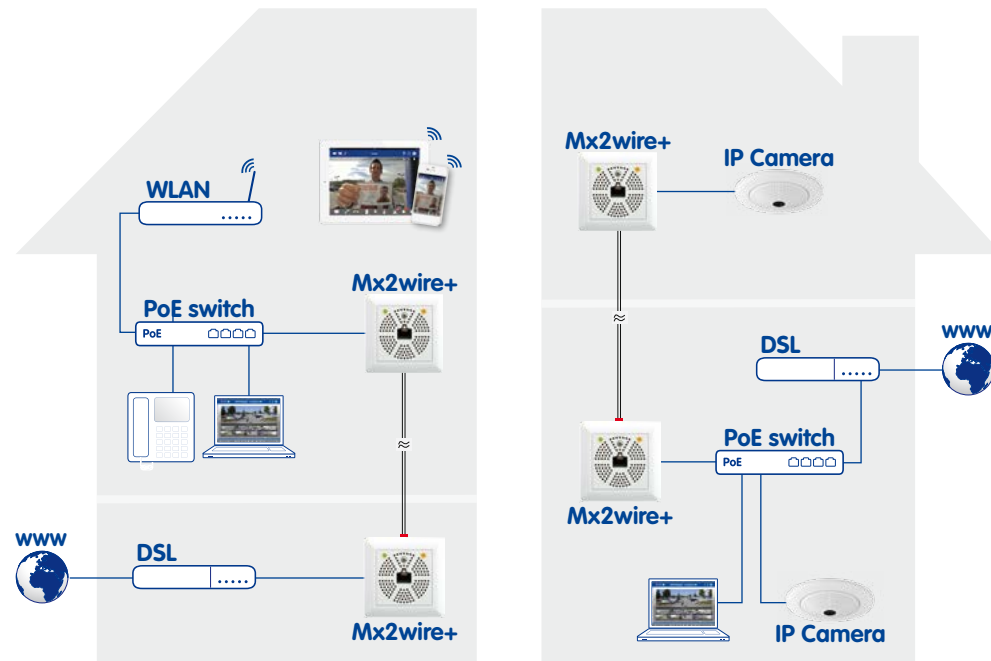 WLAN
Mx2wire+
PoE switch
PoE
Mx2wire+
www
DSL
Mx2wire+
IP Camera
DSL
www
PoE switch
PoE
Mx2wire+
IP Camera